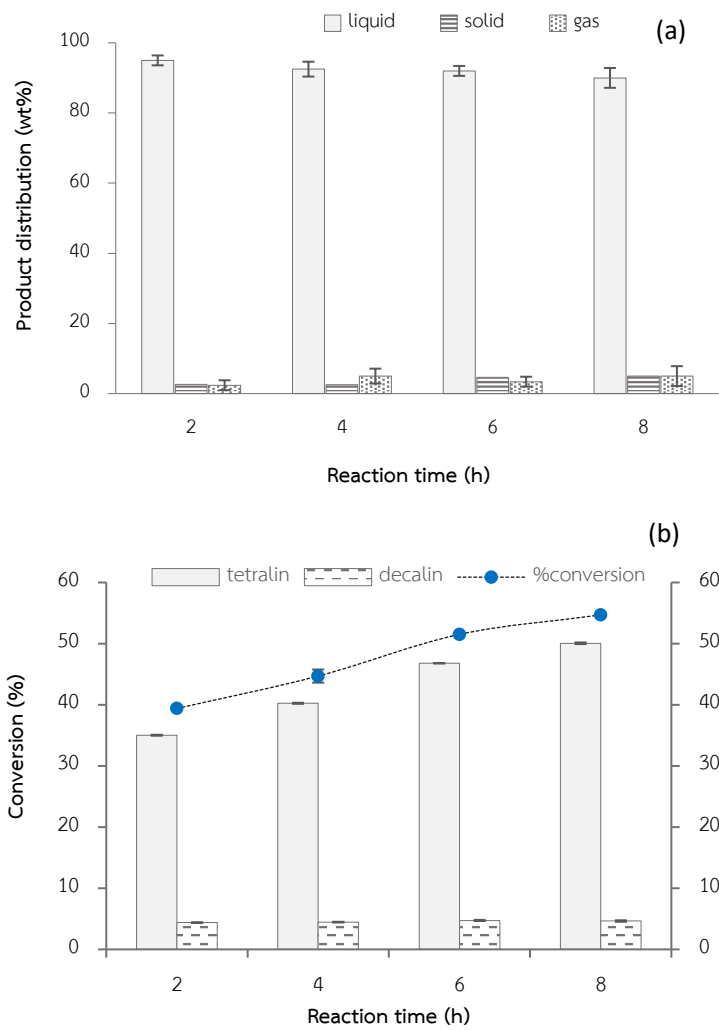 liquid solid gas (a)
100
80
60
40
20
0
Product distribution (wt%)
2 4 6 8
Reaction time (h)
(b)
tetralin decalin %conversion
60 60
50 50
40 40
30 30
20 20
10 10
0 0
Conversion (%)
2 4 6 8
Reaction time (h)